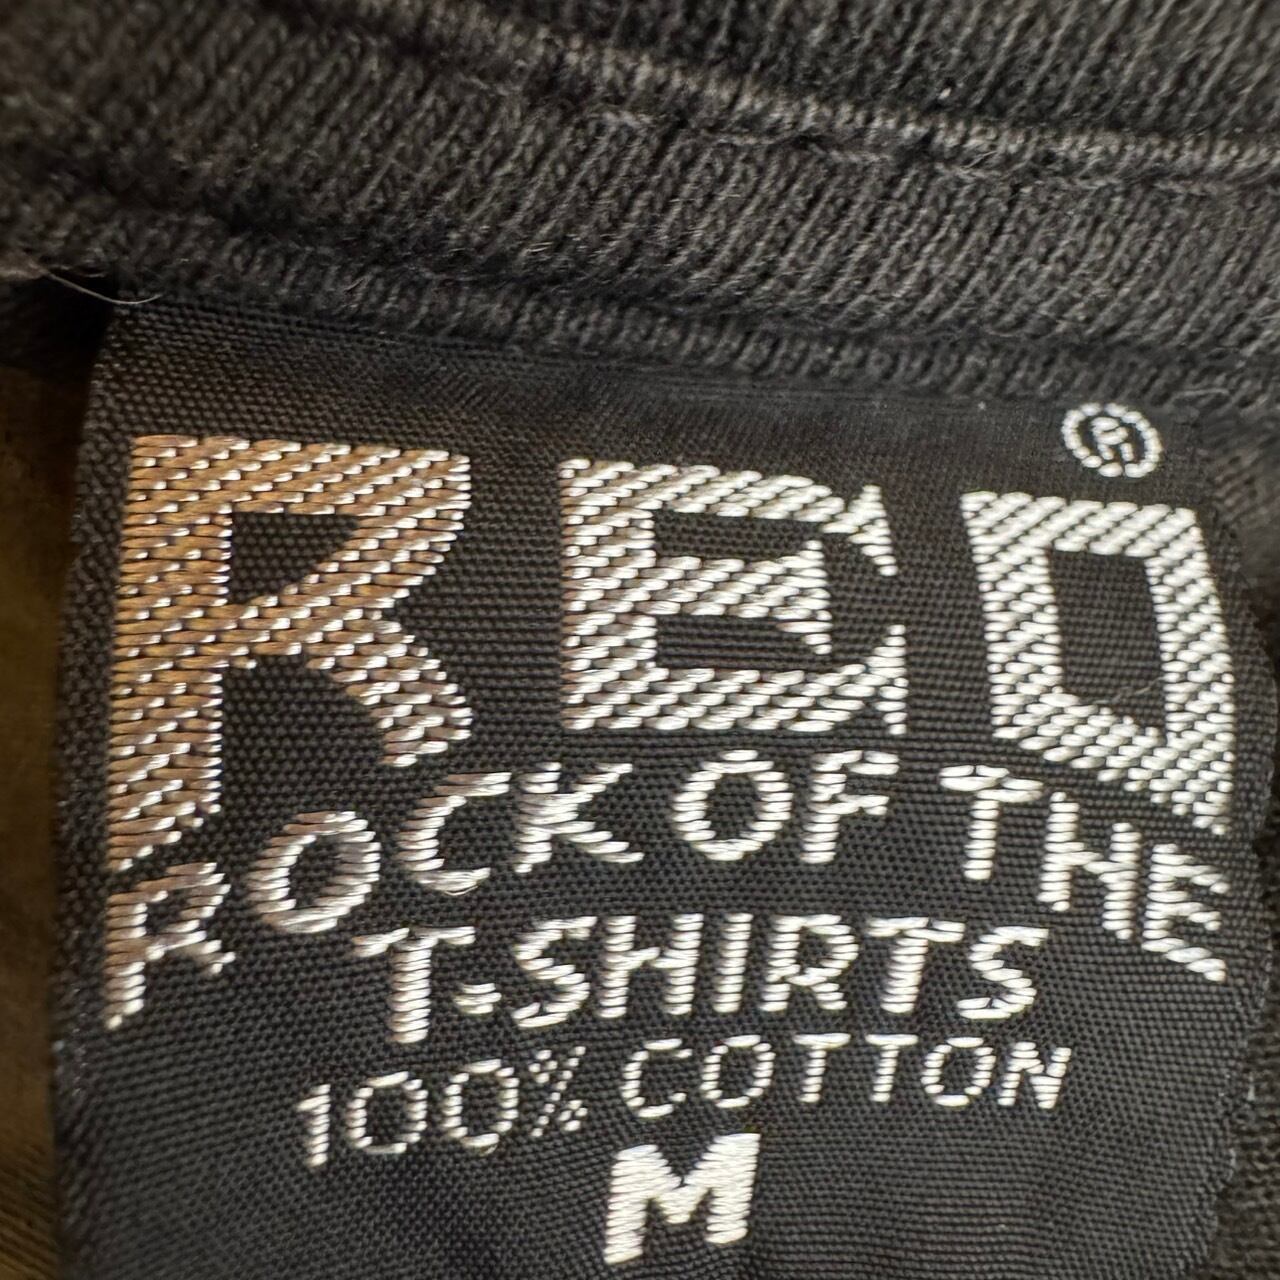 RED®
ROCK OF THE
T-SHIRTS
100% COTTON
M